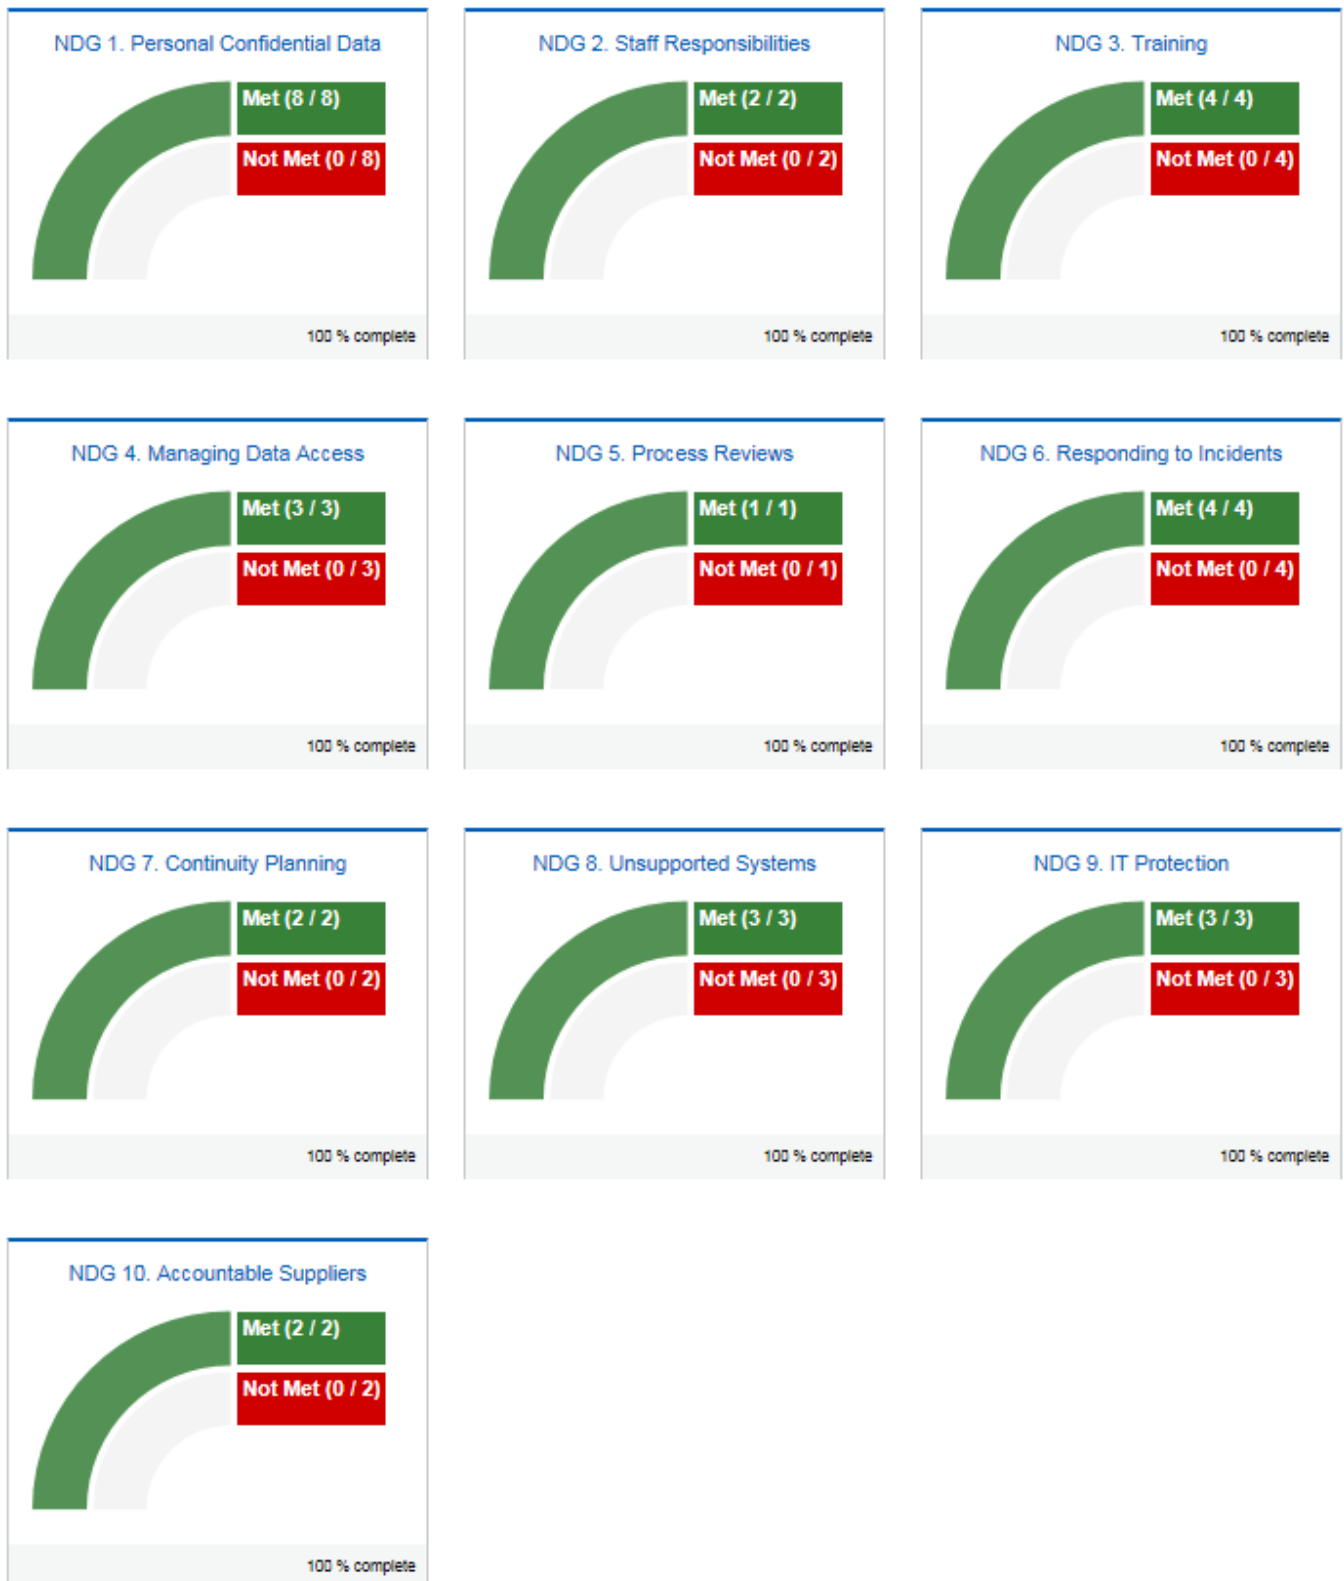 NDG 1. Personal Confidential Data
Met (8 / 8)
Not Met (0 / 8)
100 % complete
NDG 2. Staff Responsibilities
Met (2 / 2)
Not Met (0 / 2)
100 % complete
NDG 3. Training
Met (4 / 4)
Not Met (0 / 4)
100 % complete
NDG 4. Managing Data Access
Met (3 / 3)
Not Met (0 / 3)
100 % complete
NDG 5. Process Reviews
Met (1 / 1)
Not Met (0 / 1)
100 % complete
NDG 6. Responding to Incidents
Met (4 / 4)
Not Met (0 / 4)
100 % complete
NDG 7. Continuity Planning
Met (2 / 2)
Not Met (0 / 2)
100 % complete
NDG 8. Unsupported Systems
Met (3 / 3)
Not Met (0 / 3)
100 % complete
NDG 9. IT Protection
Met (3 / 3)
Not Met (0 / 3)
100 % complete
NDG 10. Accountable Suppliers
Met (2 / 2)
Not Met (0 / 2)
100 % complete